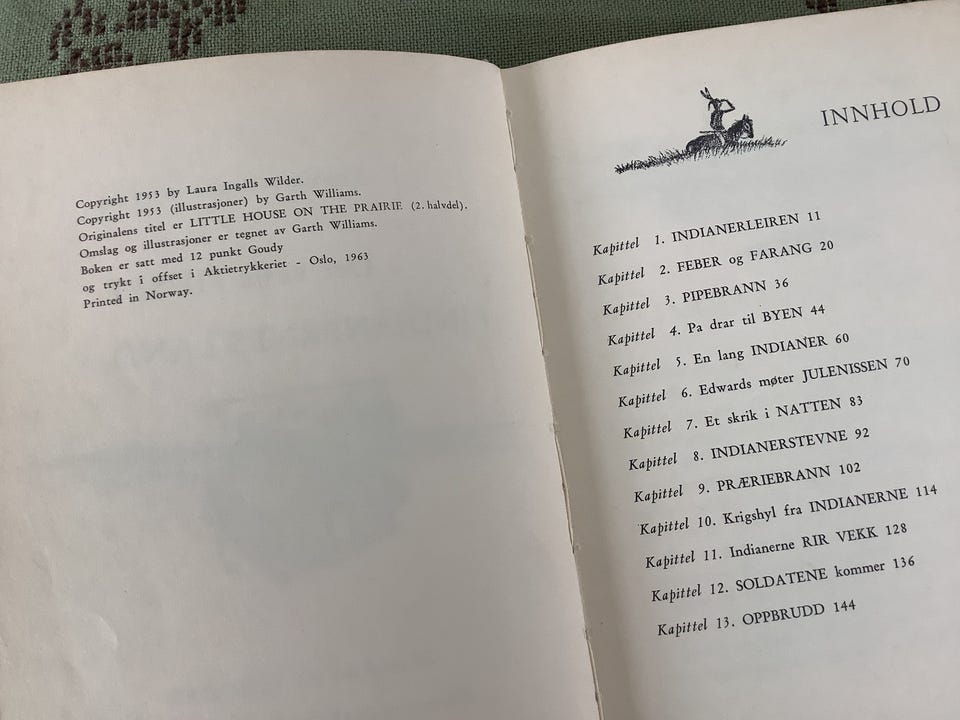 Copyright 1953 by Laura Ingalls Wilder.
Copyright 1953 (illustrasjoner) by Garth Williams.
Originalens titel er LITTLE HOUSE ON THE PRAIRIE (2. halvdel).
Omslag og illustrasjoner er tegnet av Garth Williams.
Boken er satt med 12 punkt Goudy
og trykt i offset i Aktietrykkeriet - Oslo, 1963
Printed in Norway.
INNHOLD
Kapittel 1. INDIANERLEIREN 11
Kapittel 2. FEBER og FARANG 20
Kapittel 3. PIPEBRANN 36
Kapittel 4. Pa drar til BYEN 44
Kapittel 5. En lang INDIANER 60
Kapittel 6. Edwards møter JULENISSEN 70
Kapittel 7. Et skrik i NATTEN 83
Kapittel 8. INDIANERSTEVNE 92
Kapittel 9. PRÆRIEBRANN 102
Kapittel 10. Krigshyl fra INDIANERNE 114
Kapittel 11. Indianerne RIR VEKK 128
Kapittel 12. SOLDATENE kommer 136
Kapittel 13. OPPBRUDD 144